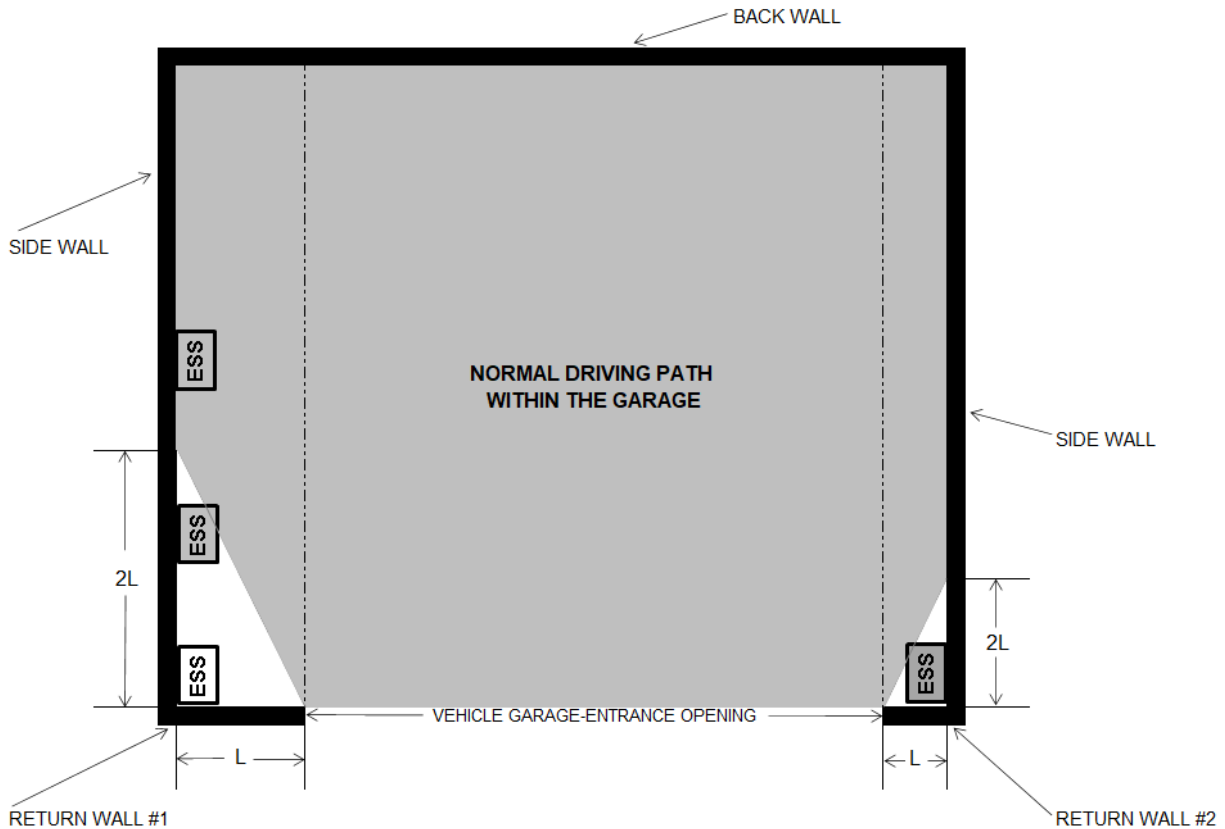 BACK WALL
SIDE WALL
ESS
NORMAL DRIVING PATH
WITHIN THE GARAGE
SIDE WALL
ESS
2L
2L
ESS
ESS
VEHICLE GARAGE-ENTRANCE OPENING
L
L
RETURN WALL #1
RETURN WALL #2